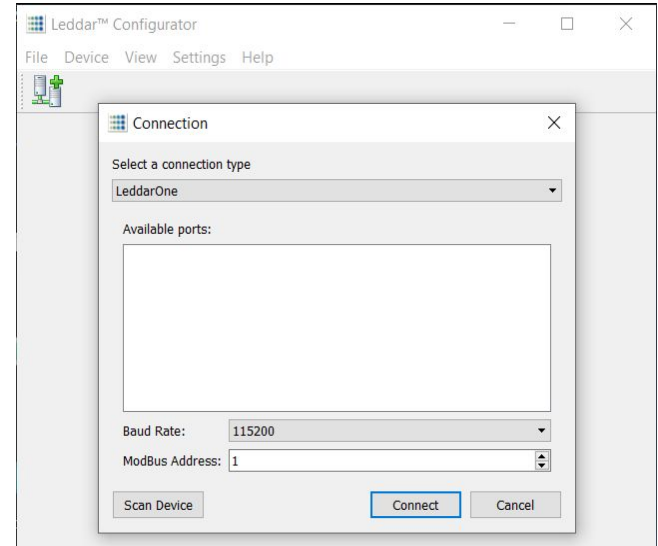 Leddar™ Configurator
File Device View Settings Help
Connection
Select a connection type
LeddarOne
Available ports:
Baud Rate: 115200
ModBus Address: 1
Scan Device Connect Cancel